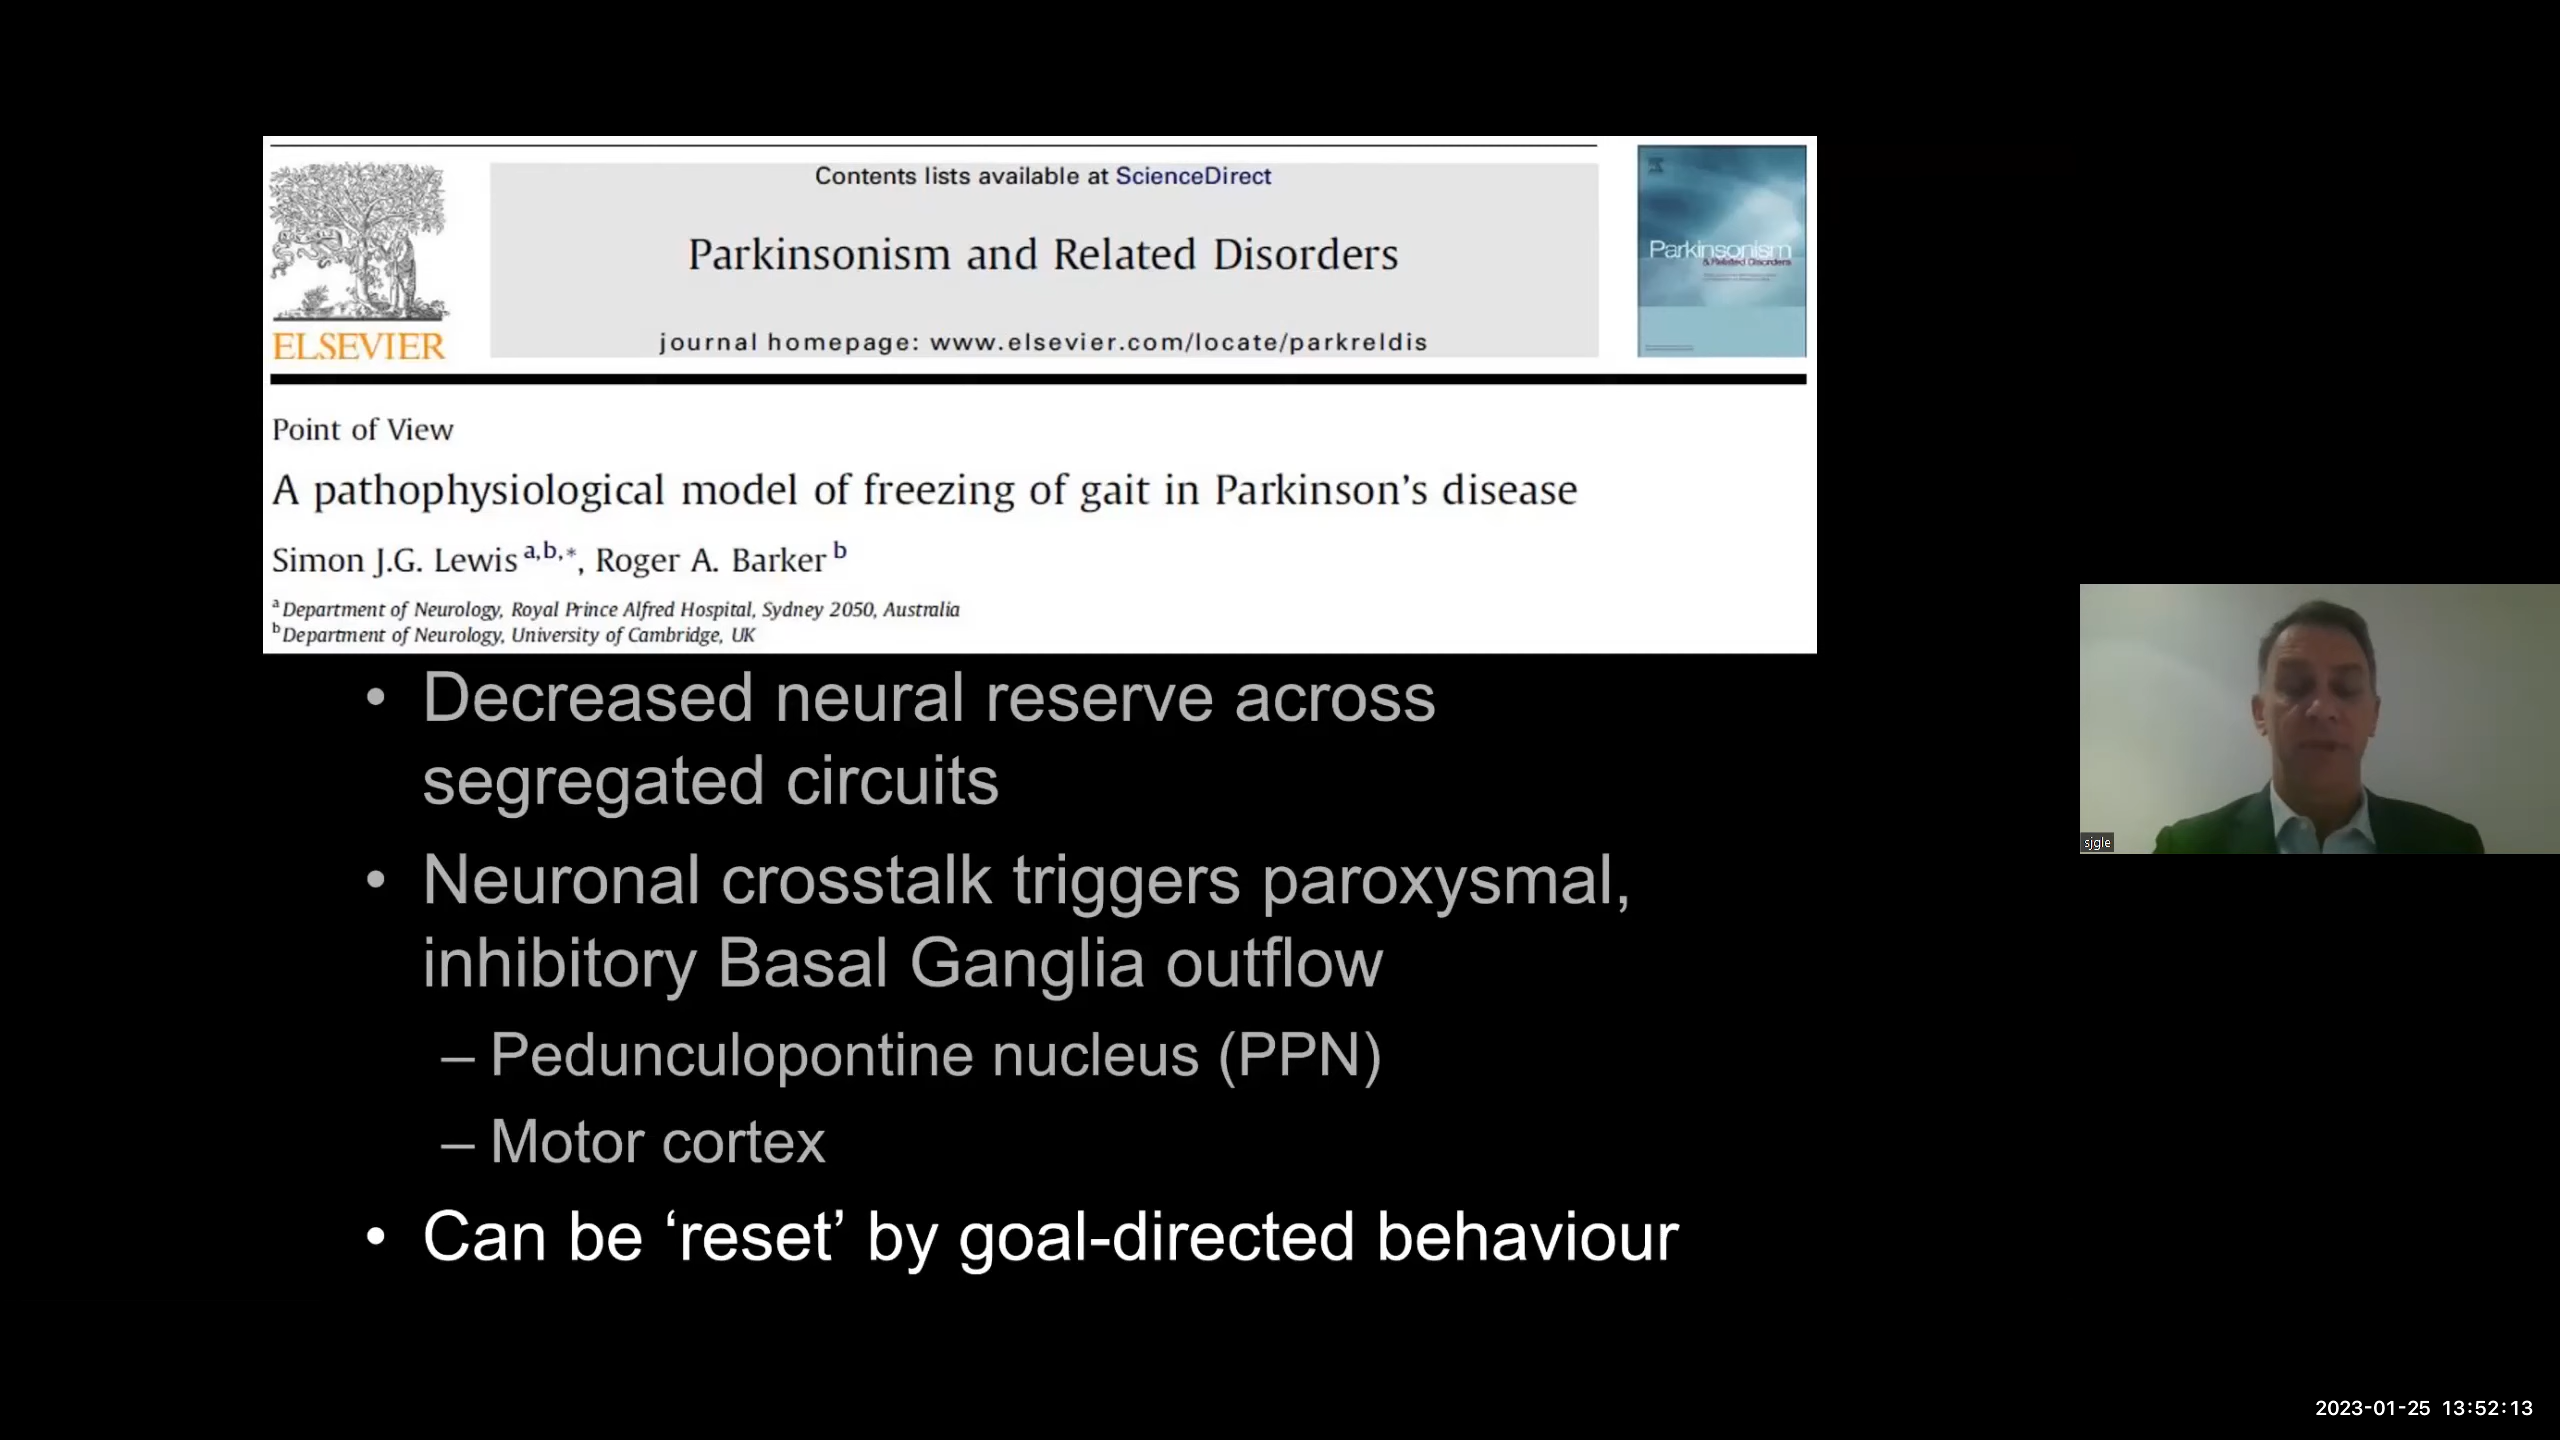 Contents lists available at ScienceDirect
Parkinsonism and Related Disorders
journal homepage: www.elsevier.com/locate/parkreldis
ELSEVIER
Parkinsonism
& Related Disorders
Point of View
A pathophysiological model of freezing of gait in Parkinson’s disease
Simon J.G. Lewis a,b,*, Roger A. Barker b
a Department of Neurology, Royal Prince Alfred Hospital, Sydney 2050, Australia
b Department of Neurology, University of Cambridge, UK
• Decreased neural reserve across
segregated circuits
• Neuronal crosstalk triggers paroxysmal,
inhibitory Basal Ganglia outflow
– Pedunculopontine nucleus (PPN)
– Motor cortex
• Can be ‘reset’ by goal-directed behaviour
sjgle
2023-01-25 13:52:13